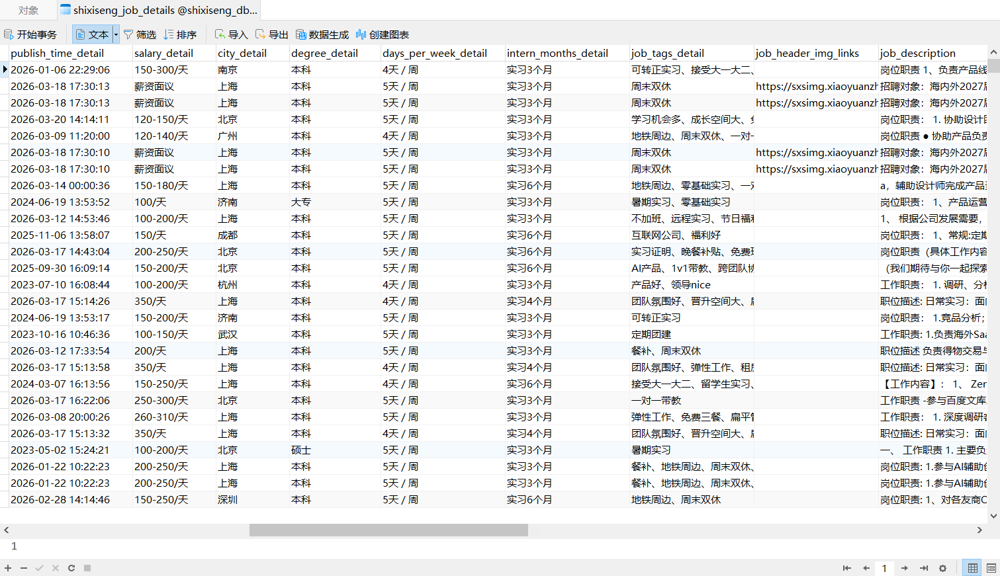 对象 shixiseng_job_details @shixiseng_db...
开始事务 文本 筛选 排序 导入 导出 数据生成 创建图表
publish_time_detail salary_detail city_detail degree_detail days_per_week_detail intern_months_detail job_tags_detail job_header_img_links job_description
2026-01-06 22:29:06 150-300/天 南京 本科 4天 / 周 实习3个月 可转正实习、接受大一大二、 岗位职责 1、负责产品线
2026-03-18 17:30:13 薪资面议 上海 本科 5天 / 周 实习3个月 周末双休 https://sxsimg.xiaoyuanzh 招聘对象：海内外2027届
2026-03-18 17:30:13 薪资面议 上海 本科 5天 / 周 实习3个月 周末双休 https://sxsimg.xiaoyuanzh 招聘对象：海内外2027届
2026-03-20 14:14:11 120-150/天 北京 本科 5天 / 周 实习3个月 学习机会多、成长空间大、 岗位职责： 1. 协助设计
2026-03-09 11:20:00 120-140/天 广州 本科 4天 / 周 实习3个月 地铁周边、周末双休、一对一 岗位职责 ● 协助产品负责
2026-03-18 17:30:10 薪资面议 上海 本科 5天 / 周 实习3个月 周末双休 https://sxsimg.xiaoyuanzh 招聘对象：海内外2027届
2026-03-18 17:30:10 薪资面议 上海 本科 5天 / 周 实习3个月 周末双休 https://sxsimg.xiaoyuanzh 招聘对象：海内外2027届
2026-03-14 00:00:36 150-180/天 上海 本科 5天 / 周 实习6个月 地铁周边、零基础实习、一对 a，辅助设计师完成产品
2024-06-19 13:53:52 100/天 济南 大专 5天 / 周 实习3个月 暑期实习、零基础实习 岗位职责： 1、产品运营
2026-03-12 14:53:46 100-200/天 上海 本科 5天 / 周 实习3个月 不加班、远程实习、节日福利 1、 根据公司发展需要，
2025-11-06 13:58:07 150/天 成都 本科 5天 / 周 实习6个月 互联网公司、福利好 岗位职责： 1、常规:定期
2026-03-17 14:43:04 200-250/天 北京 本科 5天 / 周 实习6个月 实习证明、晚餐补贴、免费 岗位职责（具体工作内容
2025-09-30 16:09:14 150-200/天 北京 本科 5天 / 周 实习6个月 AI产品、1v1带教、跨团队协 （我们期待与你一起探索
2023-07-10 16:08:44 100-200/天 杭州 本科 4天 / 周 实习3个月 产品好、领导nice 工作职责： 1. 调研、分析
2026-03-17 15:14:26 350/天 上海 本科 4天 / 周 实习4个月 团队氛围好、晋升空间大、 职位描述: 日常实习：面向
2024-06-19 13:53:17 150-200/天 济南 本科 5天 / 周 实习3个月 可转正实习 岗位职责： 1.竞品分析；
2023-10-16 10:46:36 100-150/天 武汉 本科 5天 / 周 实习3个月 定期团建 工作职责: 1.负责海外Saa
2026-03-12 17:33:54 200/天 上海 本科 5天 / 周 实习3个月 餐补、周末双休 职位描述 负责得物交易与
2026-03-17 15:13:58 350/天 上海 本科 4天 / 周 实习4个月 团队氛围好、弹性工作、租房 职位描述: 日常实习：面向
2024-03-07 16:13:56 150-250/天 上海 本科 4天 / 周 实习6个月 接受大一大二、留学生实习、 【工作内容】： 1、 Zer
2026-03-17 16:22:06 250-300/天 北京 本科 5天 / 周 实习3个月 一对一带教 工作职责 -参与百度文库
2026-03-08 20:00:26 260-310/天 上海 本科 5天 / 周 实习3个月 弹性工作、免费三餐、扁平管 工作职责： 1. 深度调研
2026-03-17 15:13:32 350/天 上海 本科 4天 / 周 实习4个月 团队氛围好、晋升空间大、 职位描述: 日常实习：面向
2023-05-02 15:24:21 100-200/天 北京 硕士 5天 / 周 实习3个月 暑期实习 一、 工作职责 1. 主要负
2026-01-22 10:22:23 200-250/天 上海 本科 5天 / 周 实习3个月 餐补、地铁周边、周末双休、 岗位职责: 1.参与AI辅助
2026-01-22 10:22:23 200-250/天 上海 本科 5天 / 周 实习3个月 餐补、地铁周边、周末双休、 岗位职责: 1.参与AI辅助
2026-02-28 14:14:46 150-250/天 深圳 本科 5天 / 周 实习6个月 地铁周边、周末双休 岗位职责: 1、对各友商
1
1